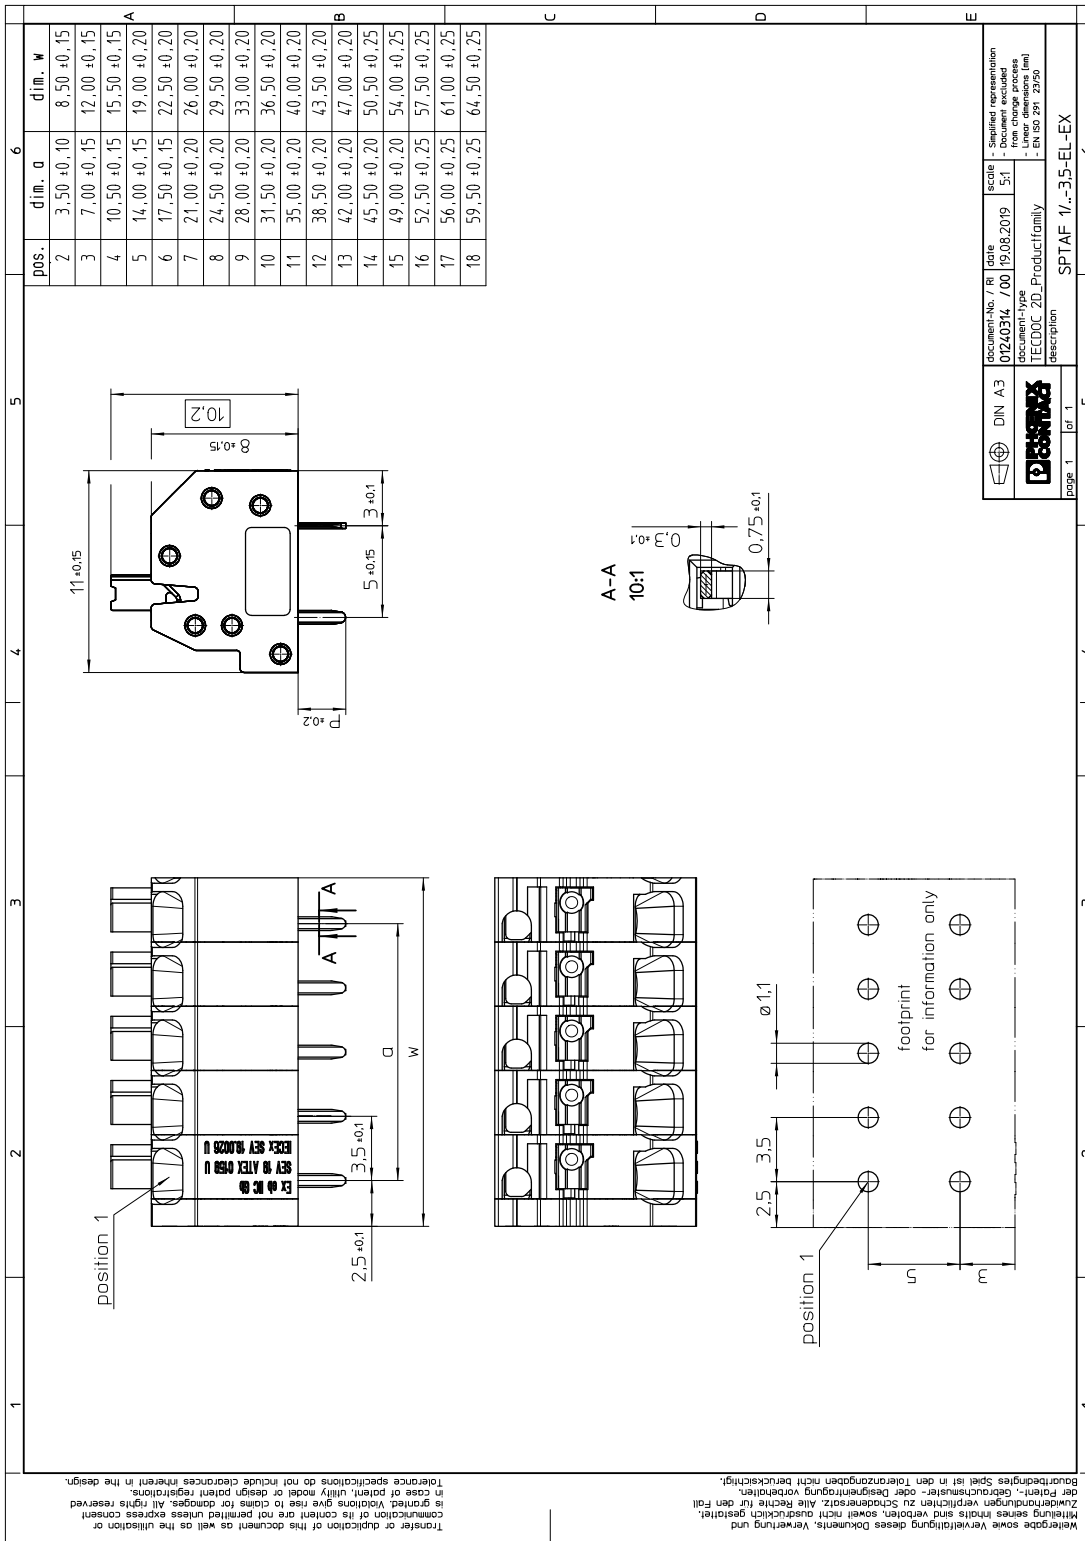 pos. dim. a dim. w
2 3,50 ±0,10 8,50 ±0,15
3 7,00 ±0,15 12,00 ±0,15
4 10,50 ±0,15 15,50 ±0,15
5 14,00 ±0,15 19,00 ±0,20
6 17,50 ±0,15 22,50 ±0,20
7 21,00 ±0,20 26,00 ±0,20
8 24,50 ±0,20 29,50 ±0,20
9 28,00 ±0,20 33,00 ±0,20
10 31,50 ±0,20 36,50 ±0,20
11 35,00 ±0,20 40,00 ±0,20
12 38,50 ±0,20 43,50 ±0,20
13 42,00 ±0,20 47,00 ±0,20
14 45,50 ±0,20 50,50 ±0,25
15 49,00 ±0,20 54,00 ±0,25
16 52,50 ±0,25 57,50 ±0,25
17 56,00 ±0,25 61,00 ±0,25
18 59,50 ±0,25 64,50 ±0,25
1 2 3 4 5 6
A
B
C
D
E
position 1
Ex eb IIC Gb
SEV 18 ATEX 0158 U
IECEx SEV 18.0026 U
A A
2,5 ±0,1
3,5 ±0,1
a
w
11 ±0,15
10,2
8 ±0,15
5 ±0,15
3 ±0,1
P ±0,2
A-A
10:1
0,3 ±0,1
0,75 ±0,1
position 1
2,5
3,5
ø 1,1
footprint
for information only
5
3
DIN A3
PHOENIX
CONTACT
page 1 of 1
document-No. / RI
01240314 / 00
date
19.08.2019
scale
5:1
- Simplified representation
- Document excluded
from change process
- Linear dimensions [mm]
- EN ISO 291 23/50
document-type
TECDOC 2D_Productfamily
description
SPTAF 1/..-3,5-EL-EX
Weitergabe sowie Vervielfältigung dieses Dokuments, Verwertung und
Mitteilung seines Inhalts sind verboten, soweit nicht ausdrücklich gestattet.
Zuwiderhandlungen verpflichten zu Schadenersatz. Alle Rechte für den Fall
der Patent-, Gebrauchsmuster- oder Designeintragung vorbehalten.
Bauartbedingtes Spiel ist in den Toleranzangaben nicht berücksichtigt.
Transfer or duplication of this document as well as the utilisation or
communication of its content are not permitted unless express consent
is granted. Violations give rise to claims for damages. All rights reserved
in case of patent, utility model or design patent registrations.
Tolerance specifications do not include clearances inherent in the design.